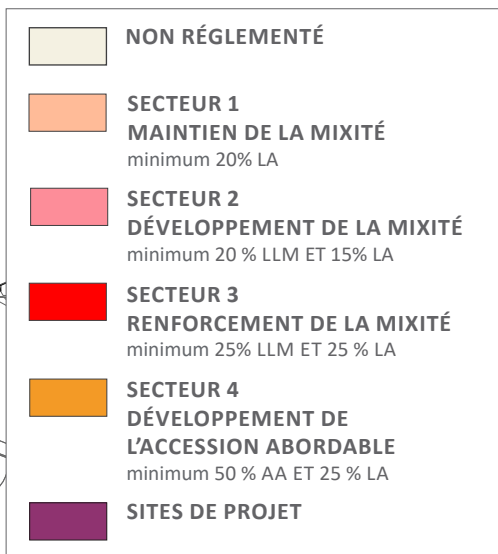 NON RÉGLEMENTÉ
SECTEUR 1
MAINTIEN DE LA MIXITÉ
minimum 20% LA
SECTEUR 2
DÉVELOPPEMENT DE LA MIXITÉ
minimum 20 % LLM ET 15% LA
SECTEUR 3
RENFORCEMENT DE LA MIXITÉ
minimum 25% LLM ET 25 % LA
SECTEUR 4
DÉVELOPPEMENT DE
L'ACCESSION ABORDABLE
minimum 50 % AA ET 25 % LA
SITES DE PROJET